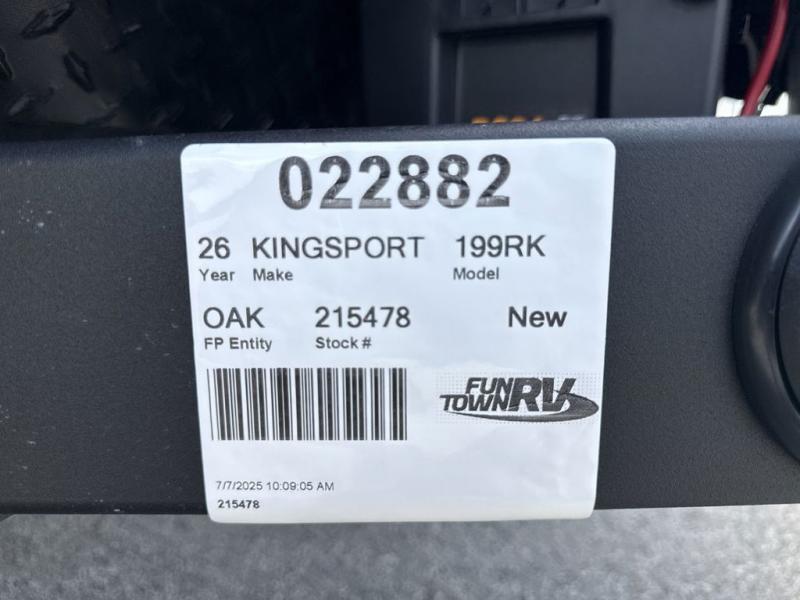 022882
26 KINGSPORT 199RK
Year Make Model
OAK 215478 New
FP Entity Stock #
FUN TOWN RV
7/7/2025 10:09:05 AM
215478